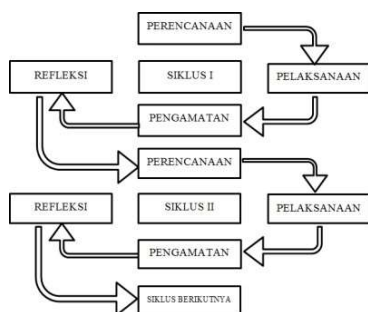 PERENCANAAN
REFLEKSI
SIKLUS I
PELAKSANAAN
PENGAMATAN
PERENCANAAN
REFLEKSI
SIKLUS II
PELAKSANAAN
PENGAMATAN
SIKLUS BERIKUTNYA